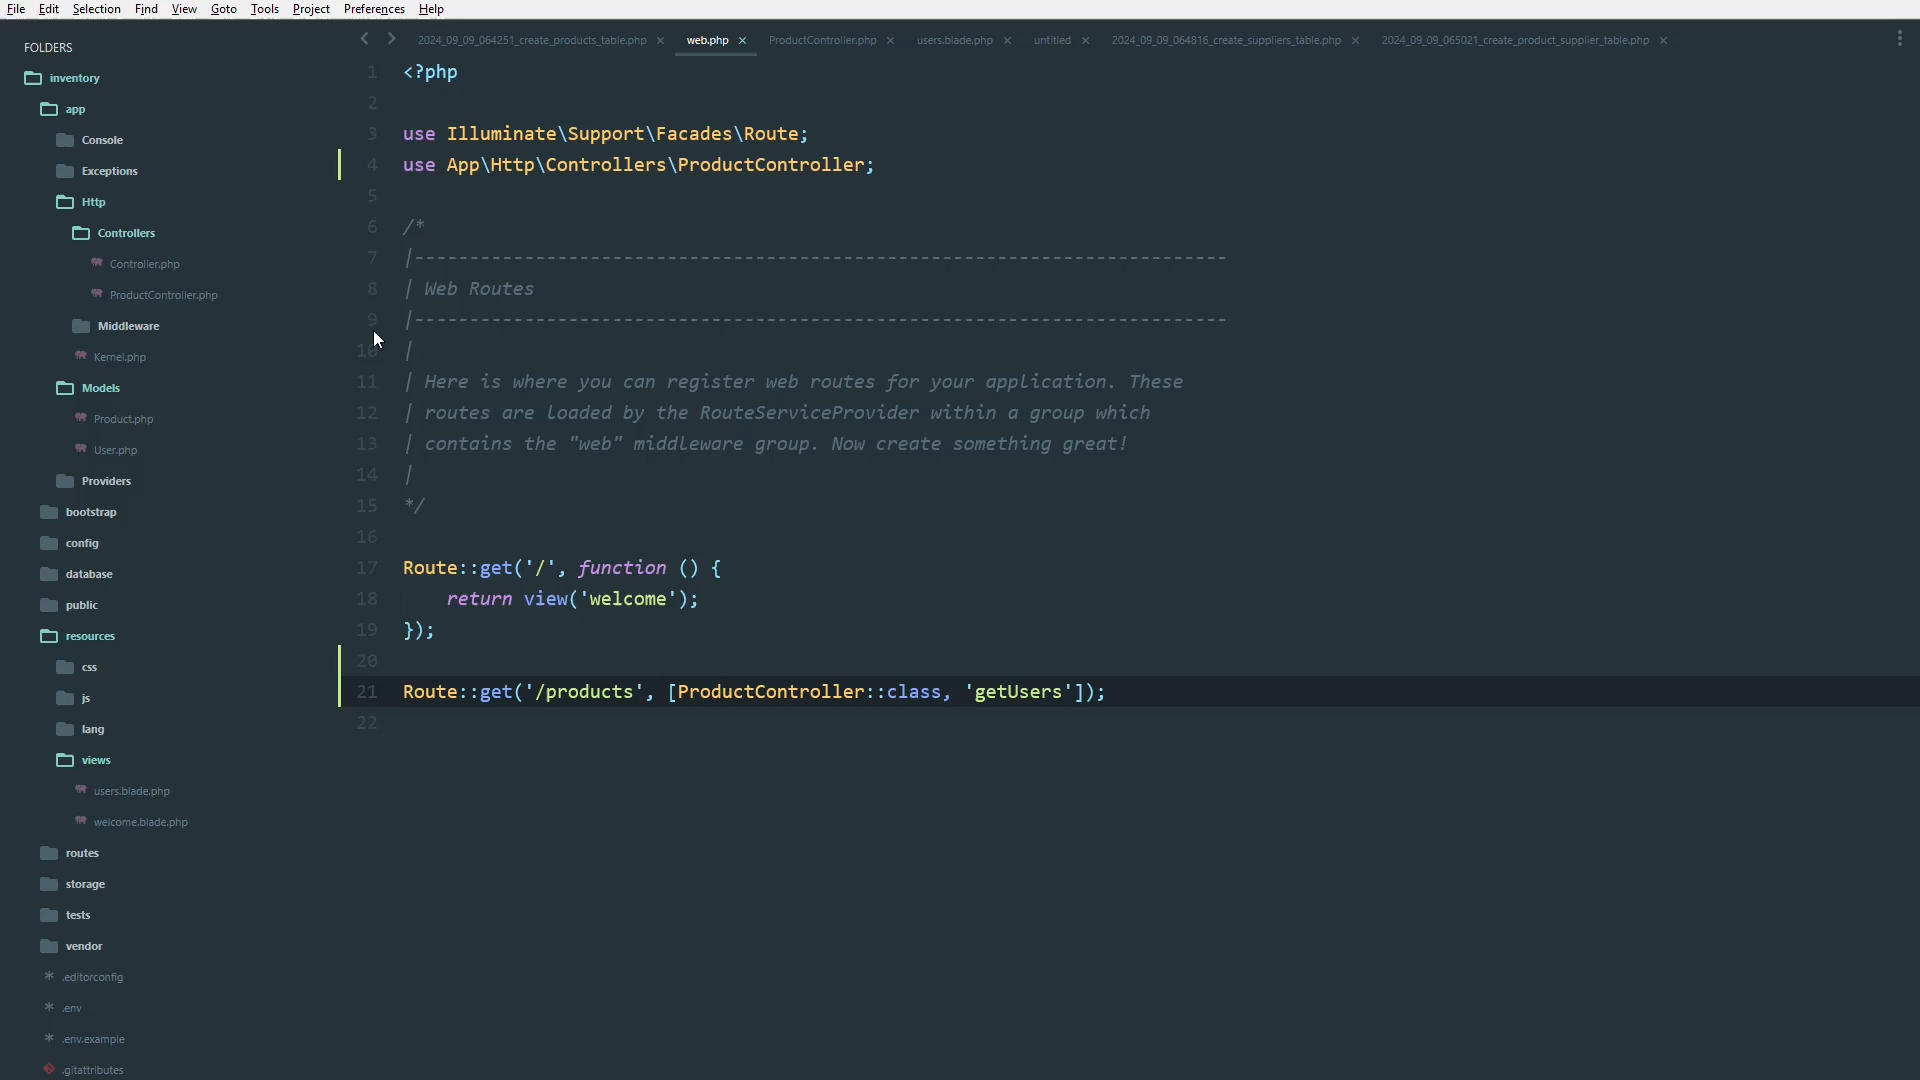 File Edit Selection Find View Goto Tools Project Preferences Help
FOLDERS
inventory
app
Console
Exceptions
Http
Controllers
Controller.php
ProductController.php
Middleware
Kernel.php
Models
Product.php
User.php
Providers
bootstrap
config
database
public
resources
css
js
lang
views
users.blade.php
welcome.blade.php
routes
storage
tests
vendor
.editorconfig
.env
.env.example
.gitattributes
2024_09_09_064251_create_products_table.php web.php ProductController.php users.blade.php untitled 2024_09_09_064816_create_suppliers_table.php 2024_09_09_065021_create_product_supplier_table.php
1 <?php
2
3 use Illuminate\Support\Facades\Route;
4 use App\Http\Controllers\ProductController;
5
6 /*
7 |--------------------------------------------------------------------------
8 | Web Routes
9 |--------------------------------------------------------------------------
10 |
11 | Here is where you can register web routes for your application. These
12 | routes are loaded by the RouteServiceProvider within a group which
13 | contains the "web" middleware group. Now create something great!
14 |
15 */
16
17 Route::get('/', function () {
18 return view('welcome');
19 });
20
21 Route::get('/products', [ProductController::class, 'getUsers']);
22